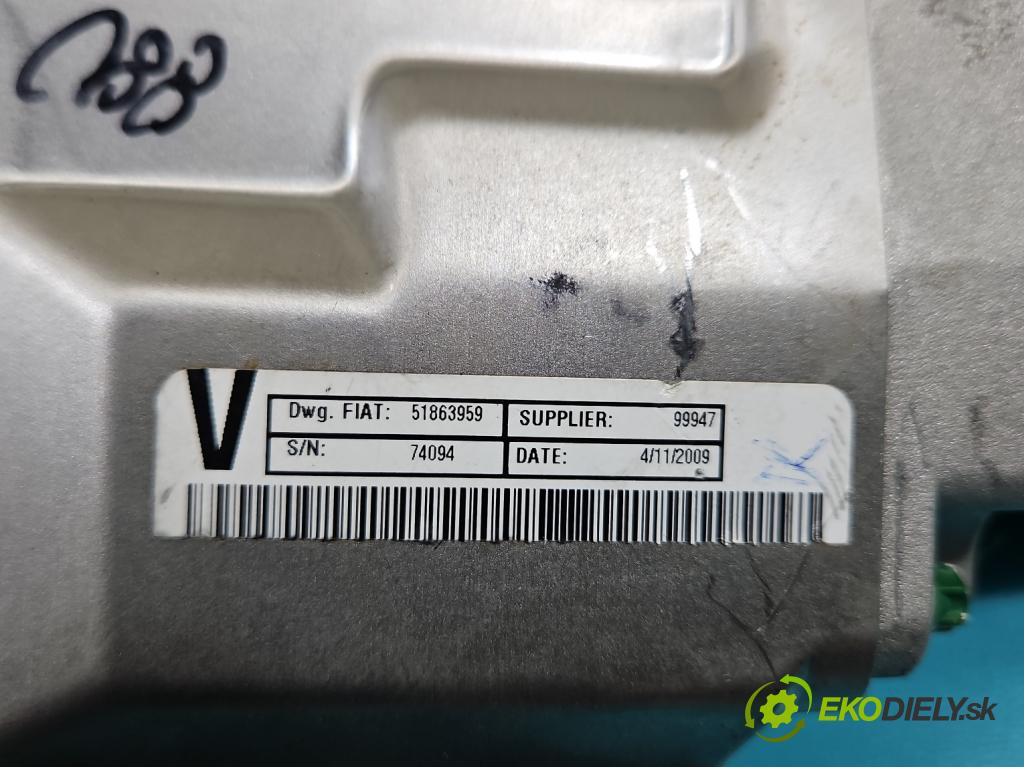 V
Dwg. FIAT: 51863959 SUPPLIER: 99947
S/N: 74094 DATE: 4/11/2009
EKODIELY.sk